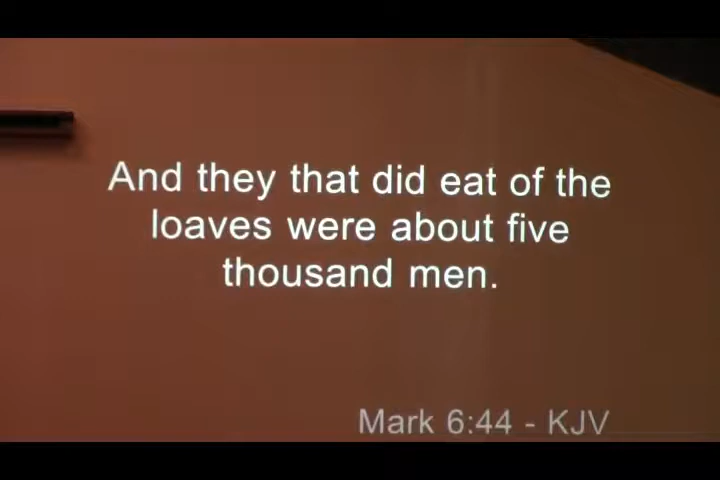 And they that did eat of the
loaves were about five
thousand men.
Mark 6:44 - KJV